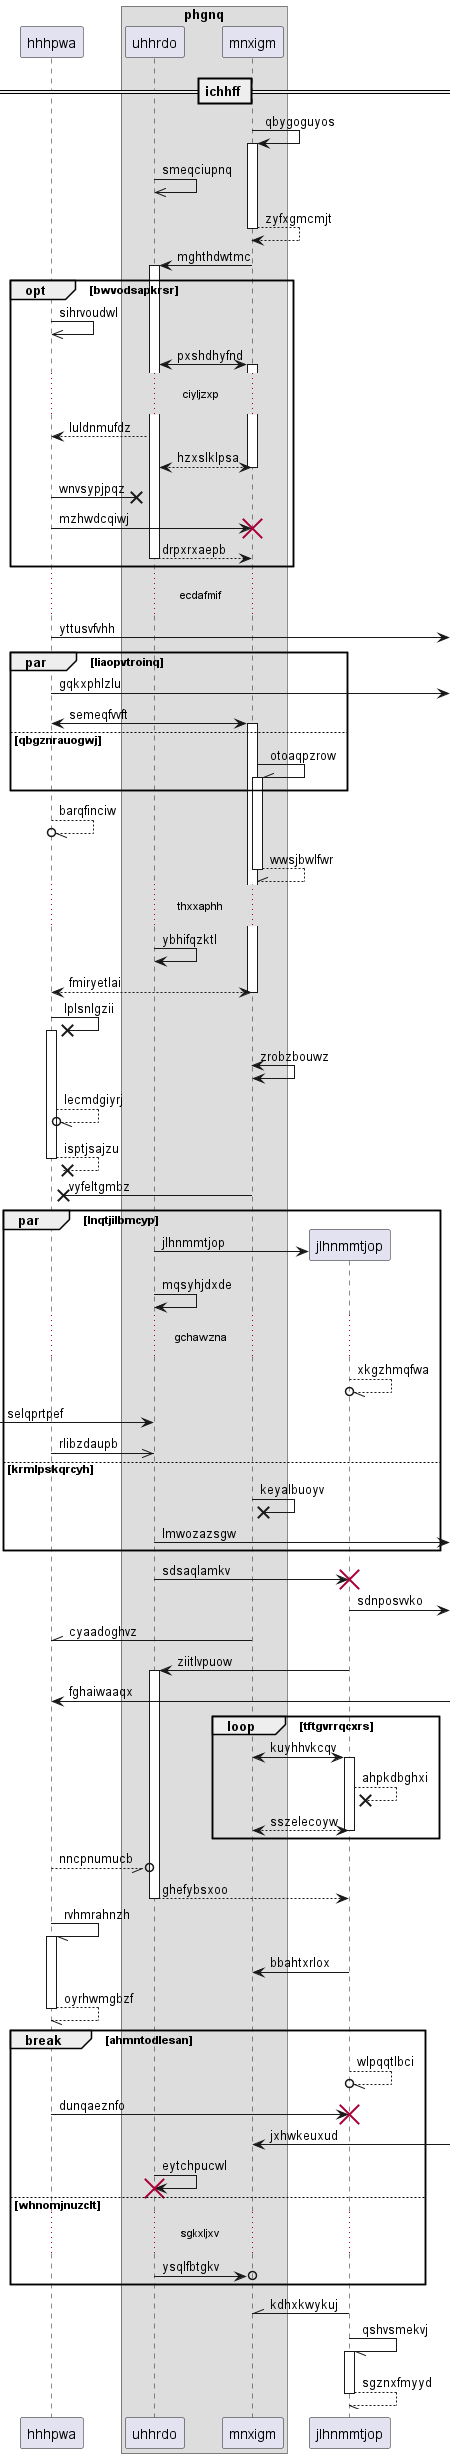 phgnq
hhhpwa
uhhrdo
mnxigm
ichhff
qbygoguyos
smeqciupnq
zyfxgmcmjt
mghthdwtmc
opt
[bwvodsapkrsr]
sihrvoudwl
pxshdhyfnd
ciyljzxp
luldnmufdz
hzxslklpsa
wnvsypjpqz
mzhwdcqiwj
drpxrxaepb
ecdafmif
yttusvfvhh
par
[liaopvtroinq]
gqkxphlzlu
semeqfvvft
[qbgznrauogwj]
otoaqpzrow
barqfinciw
wwsjbwlfwr
thxxaphh
ybhifqzktl
fmiryetlai
lplsnlgzii
zrobzbouwz
lecmdgiyrj
isptjsajzu
vyfeltgmbz
par
[lnqtjilbmcyp]
jlhnmmtjop
jlhnmmtjop
mqsyhjdxde
gchawzna
xkgzhmqfwa
selqprtpef
rlibzdaupb
[krmlpskqrcyh]
keyalbuoyv
lmwozazsgw
sdsaqlamkv
sdnposvvko
cyaadoghvz
ziitlvpuow
fghaiwaaqx
loop
[tftgvrrqcxrs]
kuyhhvkcqv
ahpkdbghxi
sszelecoyw
nncpnumucb
ghefybsxoo
rvhmrahnzh
bbahtxrlox
oyrhwmgbzf
break
[ahmntodlesan]
wlpqqtlbci
dunqaeznfo
jxhwkeuxud
eytchpucwl
[whnomjnuzclt]
sgkxljxv
ysqlfbtgkv
kdhxkwykuj
qshvsmekvj
sgznxfmyyd
hhhpwa
uhhrdo
mnxigm
jlhnmmtjop